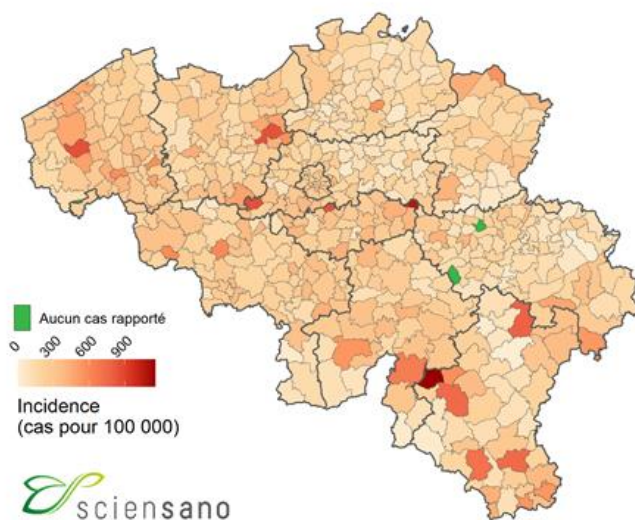 Aucun cas rapporté
0 300 600 900
Incidence
(cas pour 100 000)
sciensano